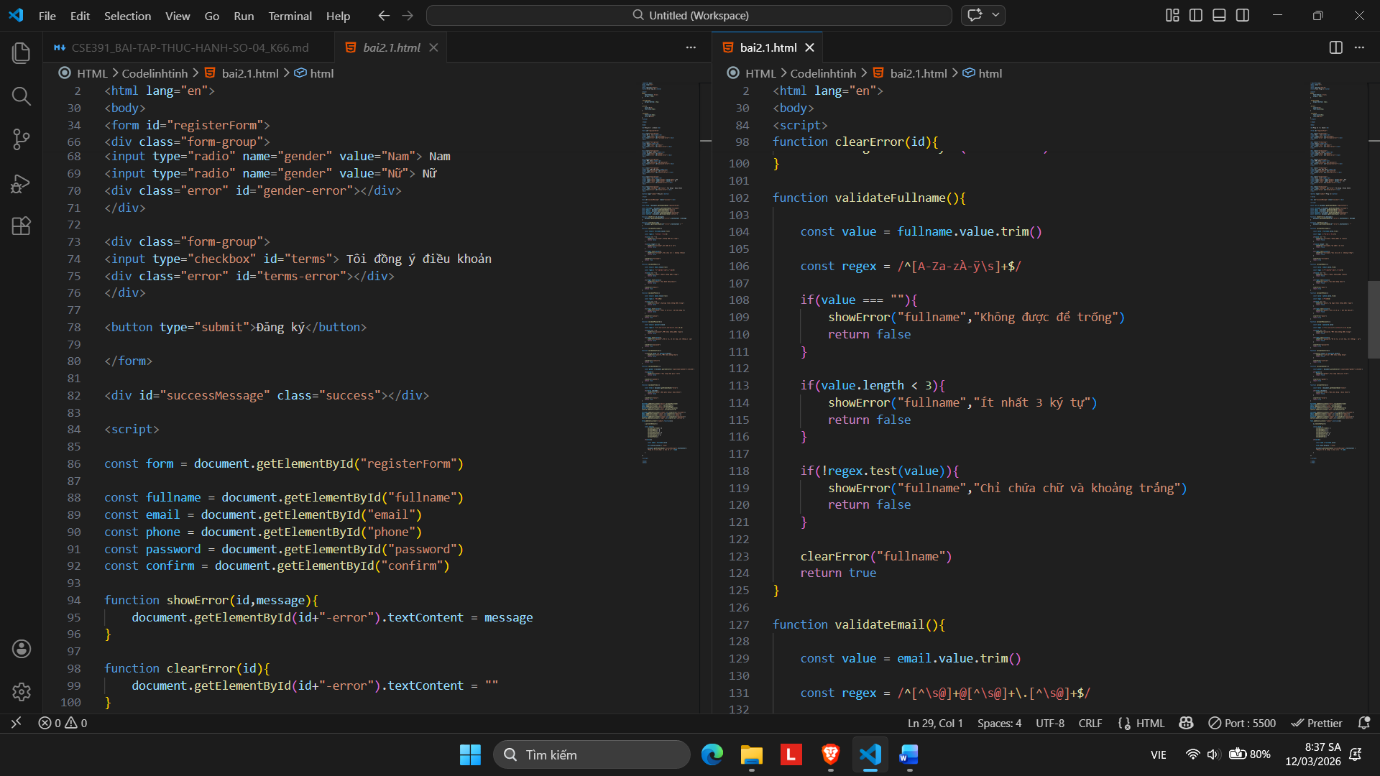 File Edit Selection View Go Run Terminal Help
Untitled (Workspace)
CSE391_BAI-TAP-THUC-HANH-SO-04_K66.md
bai2.1.html
HTML > Codelinhtinh > bai2.1.html > html
2 <html lang="en">
30 <body>
34 <form id="registerForm">
66 <div class="form-group">
68 <input type="radio" name="gender" value="Nam"> Nam
69 <input type="radio" name="gender" value="Nữ"> Nữ
70 <div class="error" id="gender-error"></div>
71 </div>
72
73 <div class="form-group">
74 <input type="checkbox" id="terms"> Tôi đồng ý điều khoản
75 <div class="error" id="terms-error"></div>
76 </div>
77
78 <button type="submit">Đăng ký</button>
79
80 </form>
81
82 <div id="successMessage" class="success"></div>
83
84 <script>
85
86 const form = document.getElementById("registerForm")
87
88 const fullname = document.getElementById("fullname")
89 const email = document.getElementById("email")
90 const phone = document.getElementById("phone")
91 const password = document.getElementById("password")
92 const confirm = document.getElementById("confirm")
93
94 function showError(id,message){
95 document.getElementById(id+"-error").textContent = message
96 }
97
98 function clearError(id){
99 document.getElementById(id+"-error").textContent = ""
100 }
bai2.1.html
HTML > Codelinhtinh > bai2.1.html > html
2 <html lang="en">
30 <body>
84 <script>
98 function clearError(id){
100 }
101
102 function validateFullname(){
103
104 const value = fullname.value.trim()
105
106 const regex = /^[A-Za-zÀ-ỹ\s]+$/
107
108 if(value === ""){
109 showError("fullname","Không được để trống")
110 return false
111 }
112
113 if(value.length < 3){
114 showError("fullname","Ít nhất 3 ký tự")
115 return false
116 }
117
118 if(!regex.test(value)){
119 showError("fullname","Chỉ chứa chữ và khoảng trắng")
120 return false
121 }
122
123 clearError("fullname")
124 return true
125 }
126
127 function validateEmail(){
128
129 const value = email.value.trim()
130
131 const regex = /^[^\s@]+@[^\s@]+\.[^\s@]+$/
132
0 0
Ln 29, Col 1 Spaces: 4 UTF-8 CRLF {} HTML Port : 5500 Prettier
Tìm kiếm
L
W
VIE
80%
8:37 SA
12/03/2026